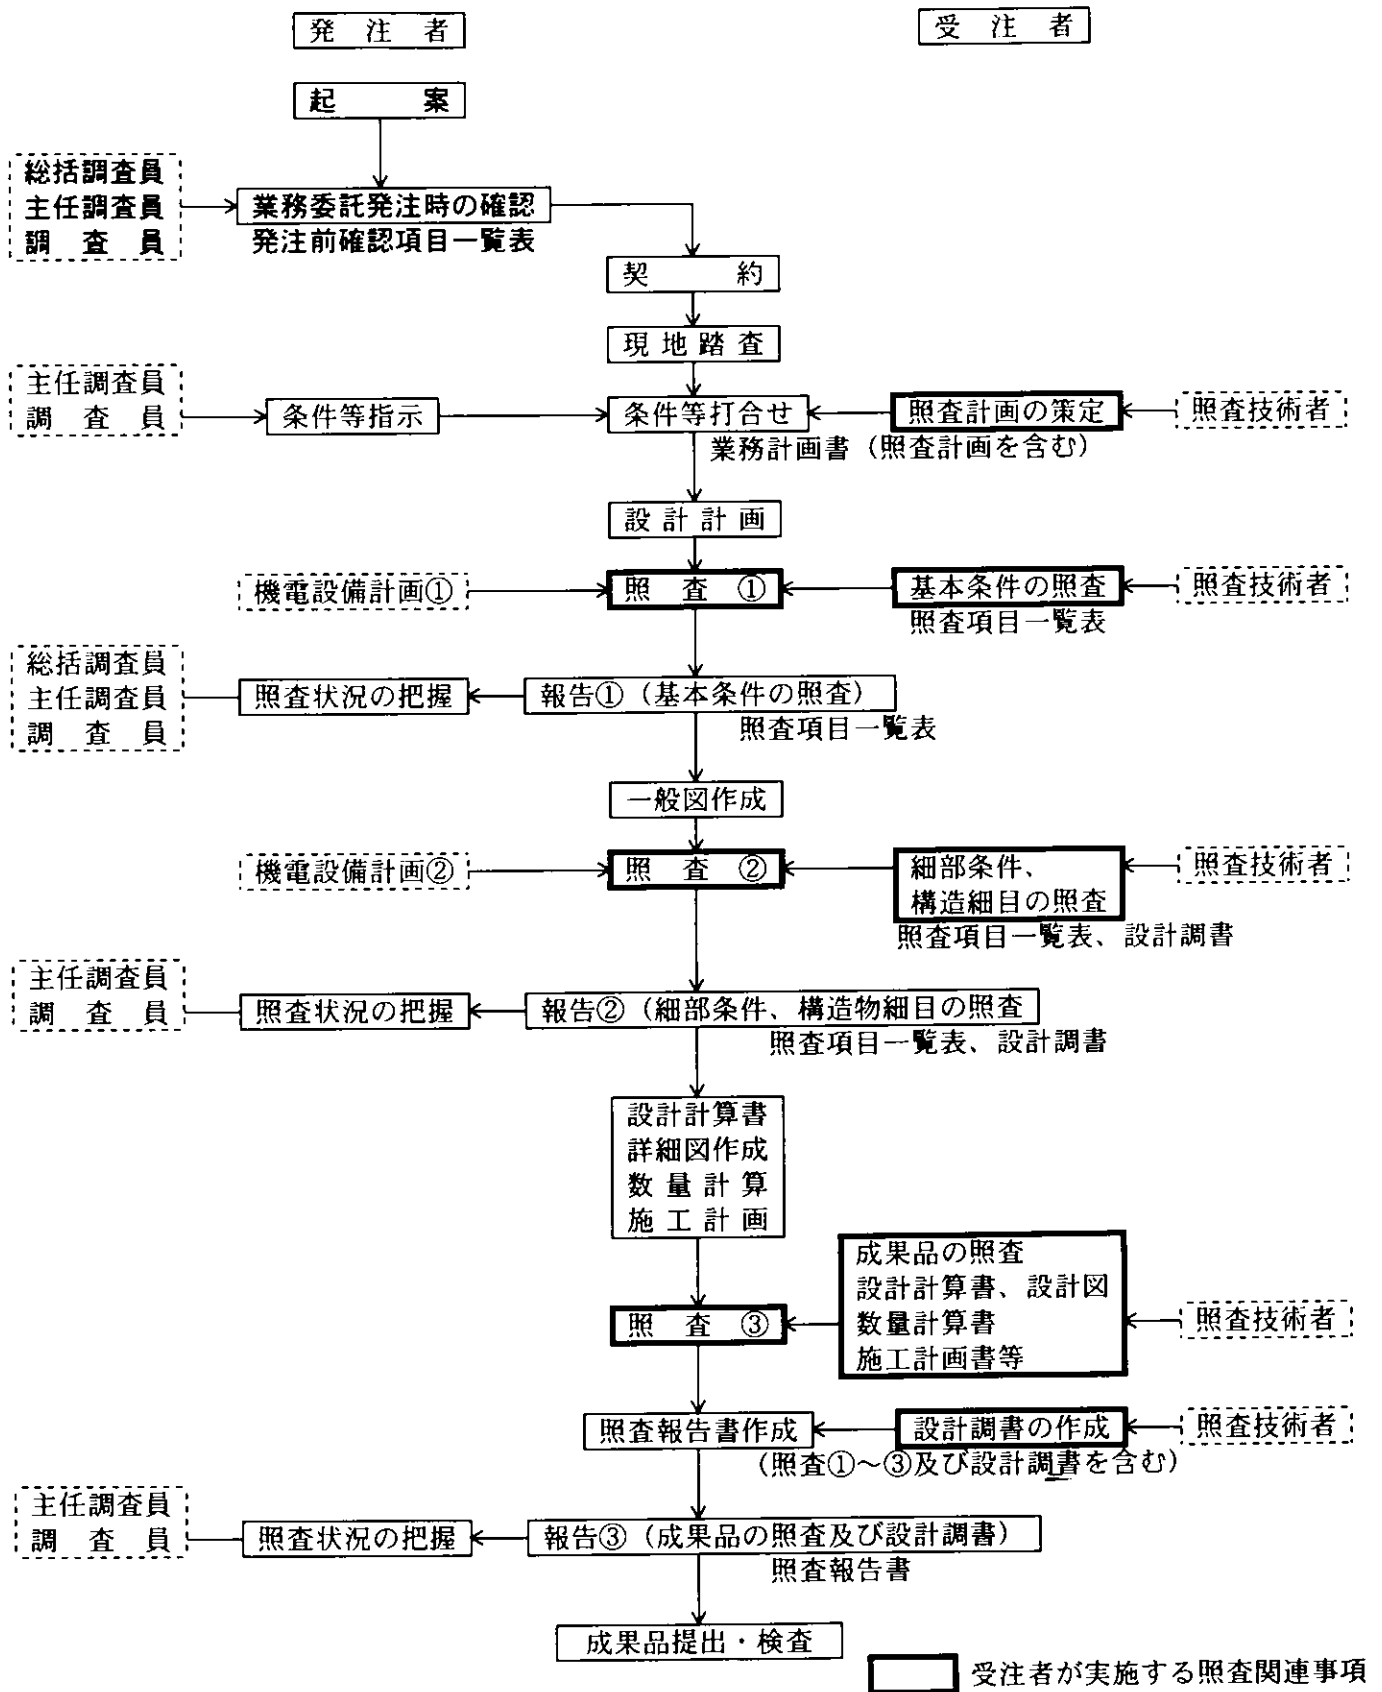 発注者
受注者
起案
総括調査員
主任調査員
調査員
業務委託発注時の確認
発注前確認項目一覧表
契約
現地踏査
主任調査員
調査員
条件等指示
条件等打合せ
照査計画の策定
照査技術者
業務計画書（照査計画を含む）
設計計画
機電設備計画①
照査①
基本条件の照査
照査技術者
照査項目一覧表
総括調査員
主任調査員
調査員
照査状況の把握
報告①（基本条件の照査）
照査項目一覧表
一般図作成
機電設備計画②
照査②
細部条件、
構造細目の照査
照査技術者
照査項目一覧表、設計調書
主任調査員
調査員
照査状況の把握
報告②（細部条件、構造物細目の照査
照査項目一覧表、設計調書
設計計算書
詳細図作成
数量計算
施工計画
照査③
成果品の照査
設計計算書、設計図
数量計算書
施工計画書等
照査技術者
照査報告書作成
設計調書の作成
照査技術者
（照査①～③及び設計調書を含む）
主任調査員
調査員
照査状況の把握
報告③（成果品の照査及び設計調書）
照査報告書
成果品提出・検査
受注者が実施する照査関連事項